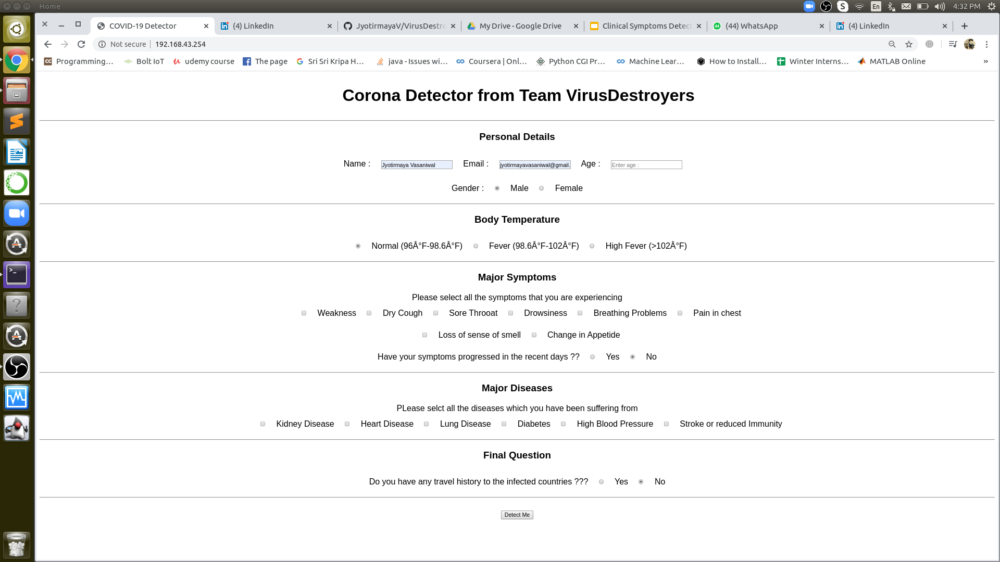 Home
En
4:32 PM
COVID-19 Detector
(4) LinkedIn
JyotirmayaV/VirusDestro
My Drive - Google Drive
Clinical Symptoms Detect
(44) WhatsApp
(4) LinkedIn
Not secure
192.168.43.254
Programming...
Bolt IoT
udemy course
The page
Sri Sri Kripa H...
java - Issues wi...
Coursera | Onl...
Python CGI Pr...
Machine Lear...
How to Install...
Winter Interns...
MATLAB Online
»
Corona Detector from Team VirusDestroyers
Personal Details
Name : Jyotirmaya Vasaniwal Email : jyotirmayavasaniwal@gmail. Age : Enter age :
Gender : Male Female
Body Temperature
Normal (96Â°F-98.6Â°F) Fever (98.6Â°F-102Â°F) High Fever (>102Â°F)
Major Symptoms
Please select all the symptoms that you are experiencing
Weakness Dry Cough Sore Throoat Drowsiness Breathing Problems Pain in chest
Loss of sense of smell Change in Appetide
Have your symptoms progressed in the recent days ?? Yes No
Major Diseases
PLease selct all the diseases which you have been suffering from
Kidney Disease Heart Disease Lung Disease Diabetes High Blood Pressure Stroke or reduced Immunity
Final Question
Do you have any travel history to the infected countries ??? Yes No
Detect Me